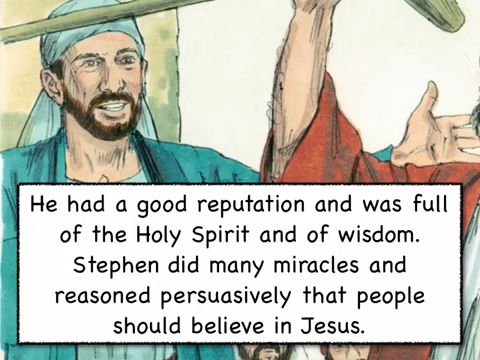 He had a good reputation and was full
of the Holy Spirit and of wisdom.
Stephen did many miracles and
reasoned persuasively that people
should believe in Jesus.